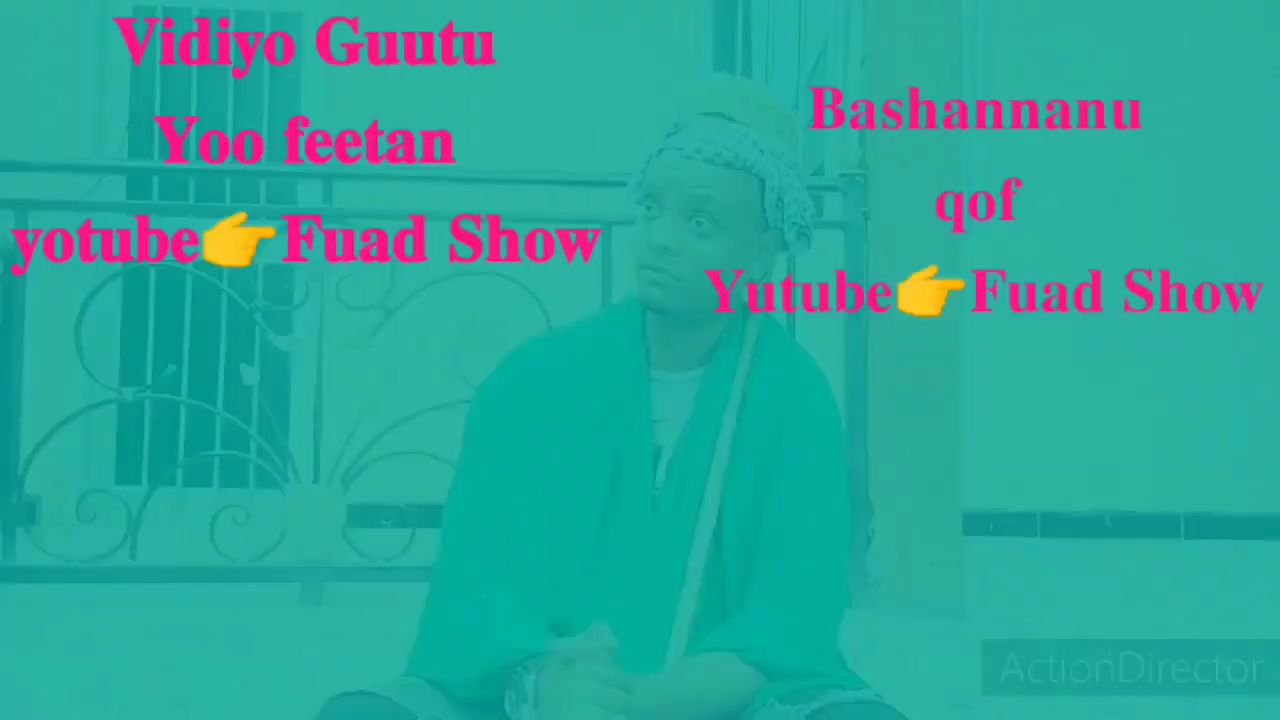 Vidiyo Guutu
Yoo feetan
yotube👉Fuad Show
Bashannanu
qof
Yutube👉Fuad Show
ActionDirector